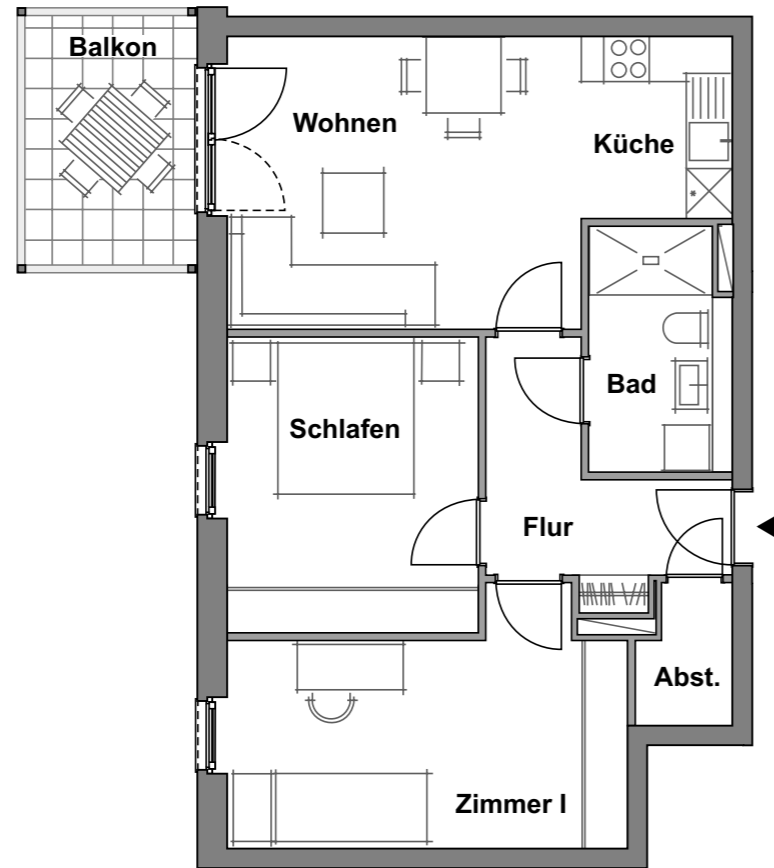 Balkon
Wohnen
Küche
Bad
Schlafen
Flur
Abst.
Zimmer I